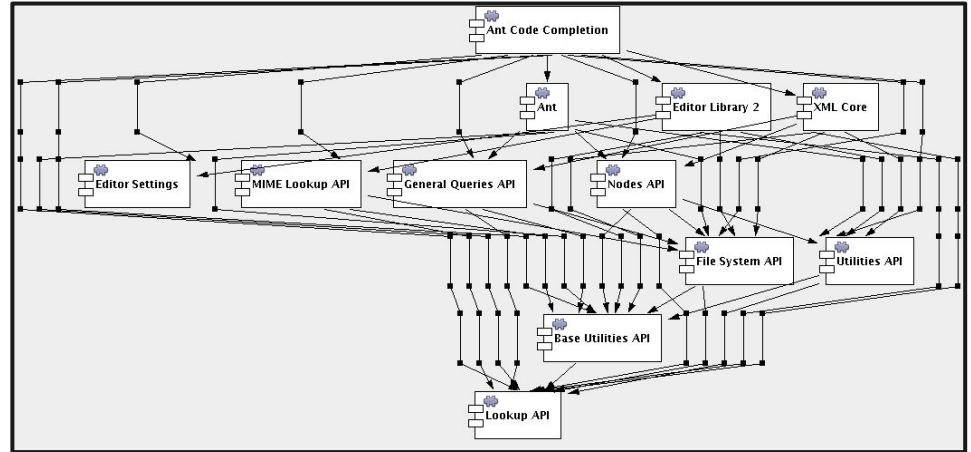 Ant Code Completion
Ant
Editor Library 2
XML Core
Editor Settings
MIME Lookup API
General Queries API
Nodes API
File System API
Utilities API
Base Utilities API
Lookup API